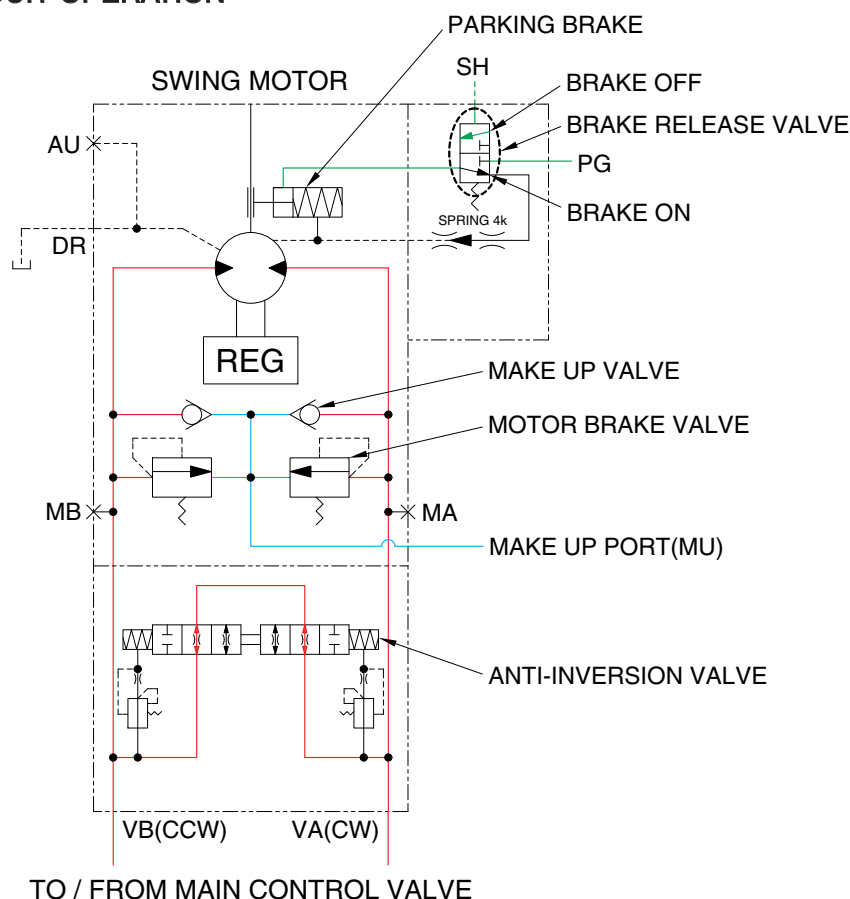 PARKING BRAKE
SH
SWING MOTOR
BRAKE OFF
BRAKE RELEASE VALVE
AU
PG
BRAKE ON
SPRING 4k
DR
REG
MAKE UP VALVE
MOTOR BRAKE VALVE
MB
MA
MAKE UP PORT(MU)
ANTI-INVERSION VALVE
VB(CCW)
VA(CW)
TO / FROM MAIN CONTROL VALVE